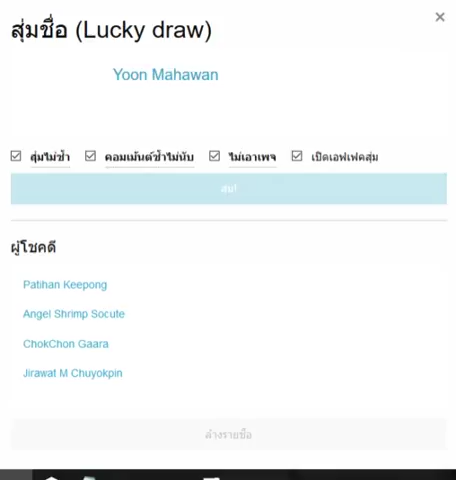 สุ่มชื่อ (Lucky draw)
×
Yoon Mahawan
สุ่มไม่ซ้ำ คอมเม้นต์ซ้ำไม่นับ ไม่เอาเพจ เปิดเอฟเฟคสุ่ม
สุ่ม!
ผู้โชคดี
Patihan Keepong
Angel Shrimp Socute
ChokChon Gaara
Jirawat M Chuyokpin
ล้างรายชื่อ